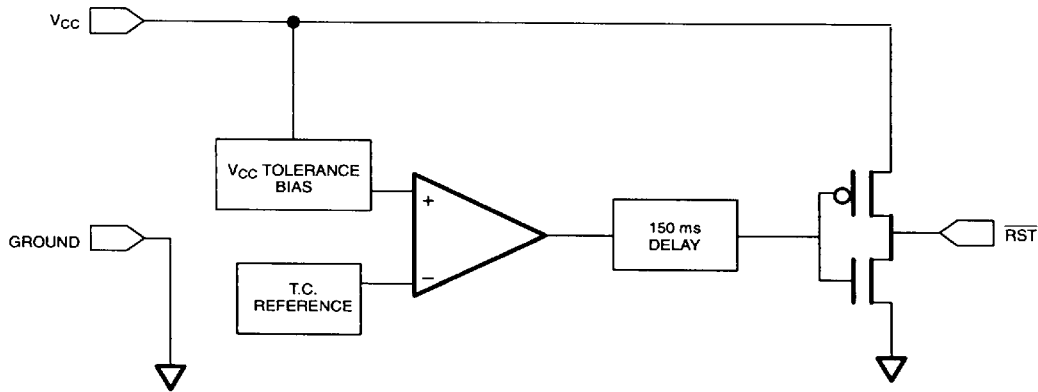 VCC
VCC TOLERANCE
BIAS
+
150 ms
DELAY
RST
GROUND
−
T.C.
REFERENCE